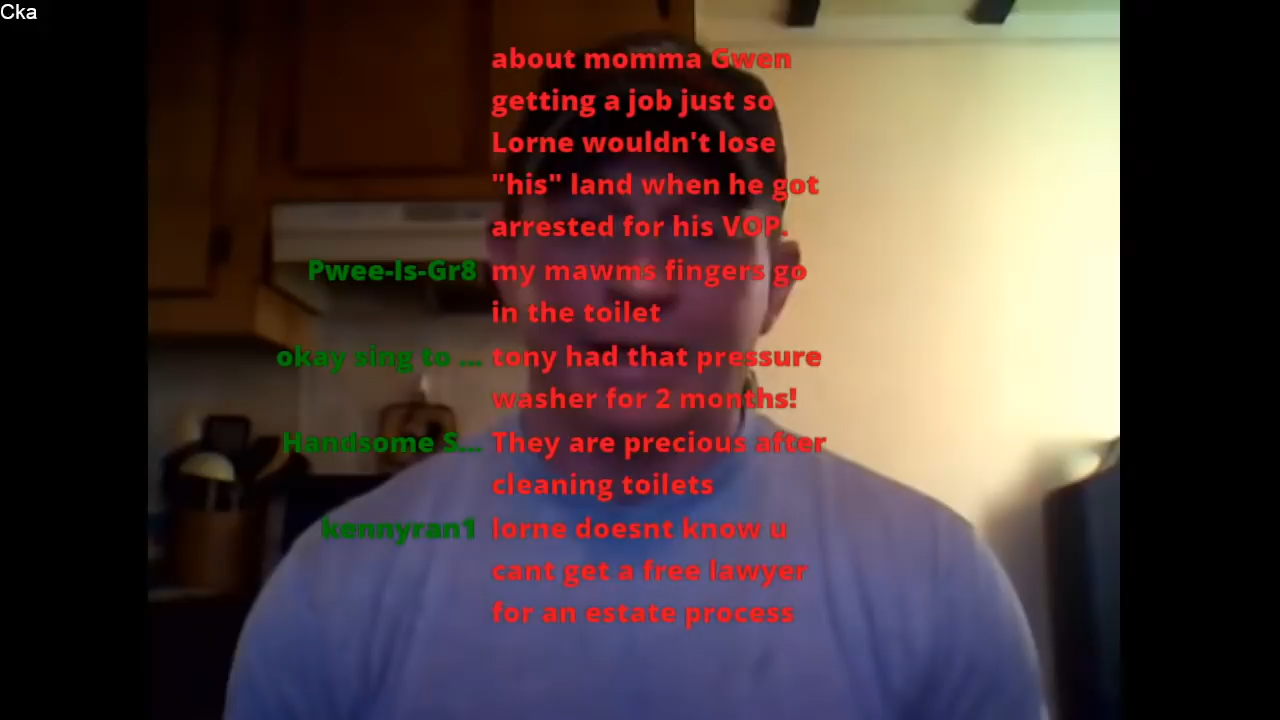 Cka
about momma Gwen
getting a job just so
Lorne wouldn't lose
"his" land when he got
arrested for his VOP.
Pwee-Is-Gr8 my mawms fingers go
in the toilet
okay sing to ... tony had that pressure
washer for 2 months!
Handsome S... They are precious after
cleaning toilets
kennyran1 lorne doesnt know u
cant get a free lawyer
for an estate process